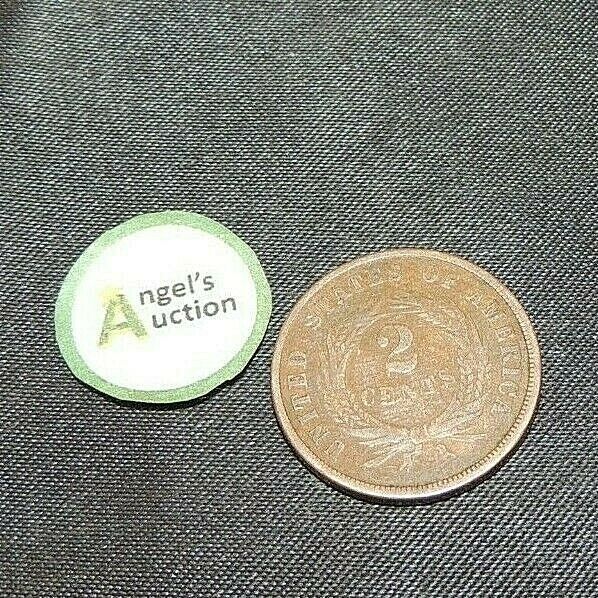 Angel's
Auction
UNITED STATES OF AMERICA
2
CENTS